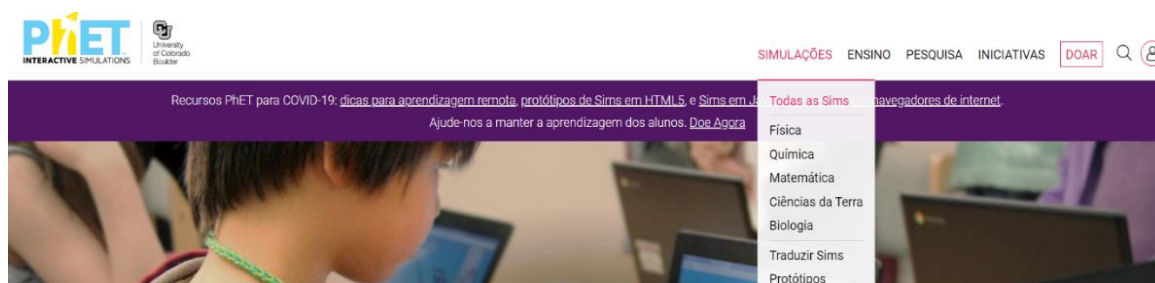 PhET
INTERACTIVE SIMULATIONS
CU
University
of Colorado
Boulder
SIMULAÇÕES ENSINO PESQUISA INICIATIVAS DOAR
Recursos PhET para COVID-19: dicas para aprendizagem remota, protótipos de Sims em HTML5, e Sims em navegadores de internet.
Ajude-nos a manter a aprendizagem dos alunos. Doe Agora
Todas as Sims
Física
Química
Matemática
Ciências da Terra
Biologia
Traduzir Sims
Protótipos